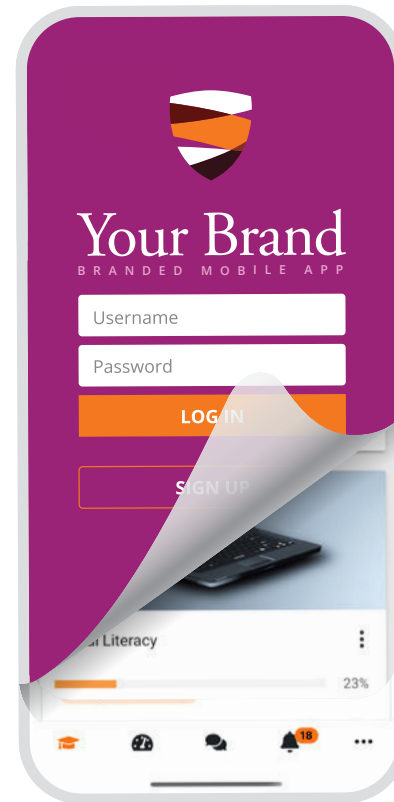 Your Brand
BRANDED MOBILE APP
Username
Password
LOG IN
SIGN UP
Literacy
23%
18